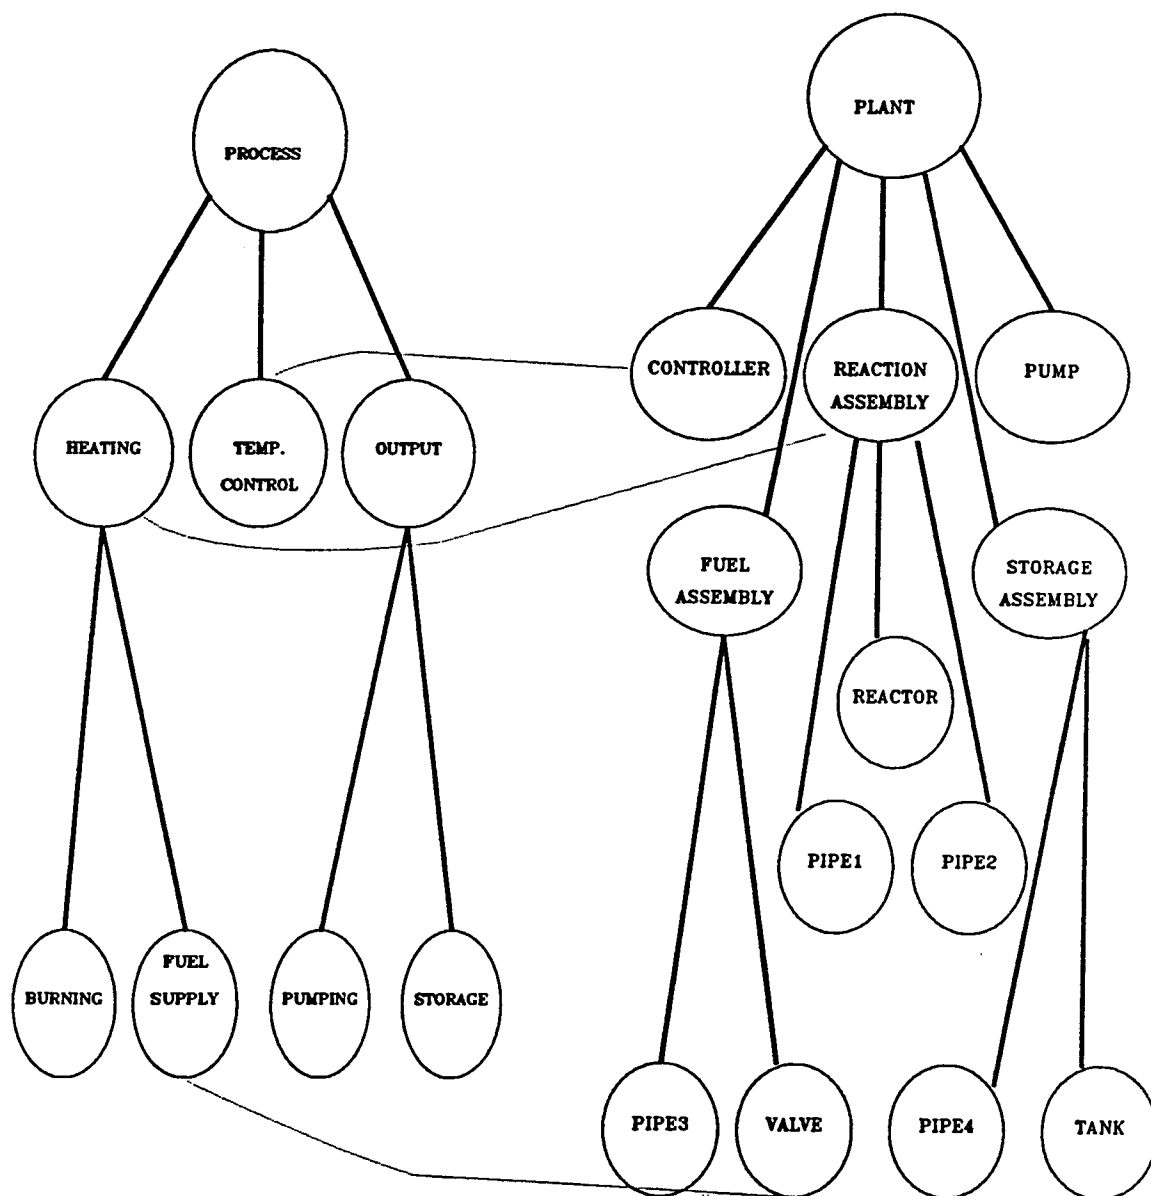 PLANT
PROCESS
CONTROLLER
REACTION
ASSEMBLY
PUMP
HEATING
TEMP.
CONTROL
OUTPUT
FUEL
ASSEMBLY
STORAGE
ASSEMBLY
REACTOR
PIPE1
PIPE2
BURNING
FUEL
SUPPLY
PUMPING
STORAGE
PIPE3
VALVE
PIPE4
TANK